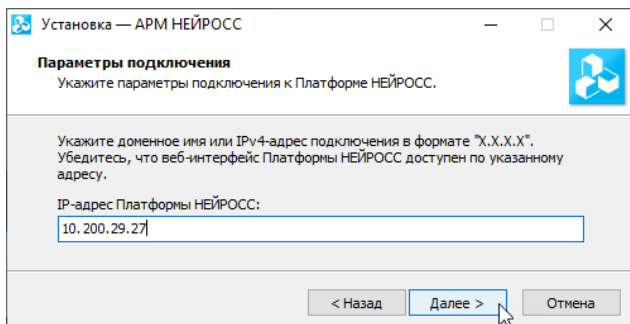 Установка — АРМ НЕЙРОСС
Параметры подключения
Укажите параметры подключения к Платформе НЕЙРОСС.
Укажите доменное имя или IPv4-адрес подключения в формате "X.X.X.X".
Убедитесь, что веб-интерфейс Платформы НЕЙРОСС доступен по указанному
адресу.
IP-адрес Платформы НЕЙРОСС:
10.200.29.27
< Назад Далее > Отмена